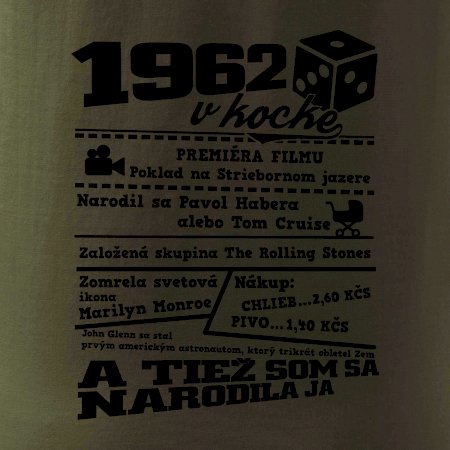 1962
v kocke
PREMIÉRA FILMU
Poklad na Striebornom jazere
Narodil sa Pavol Habera
alebo Tom Cruise
Založená skupina The Rolling Stones
Zomrela svetová
ikona
Marilyn Monroe
Nákup:
CHLIEB...2,60 KČS
PIVO...1,40 KČS
John Glenn sa stal
prvým americkým astronautom, ktorý trikrát obletel Zem
A TIEŽ SOM SA
NARODILA JA